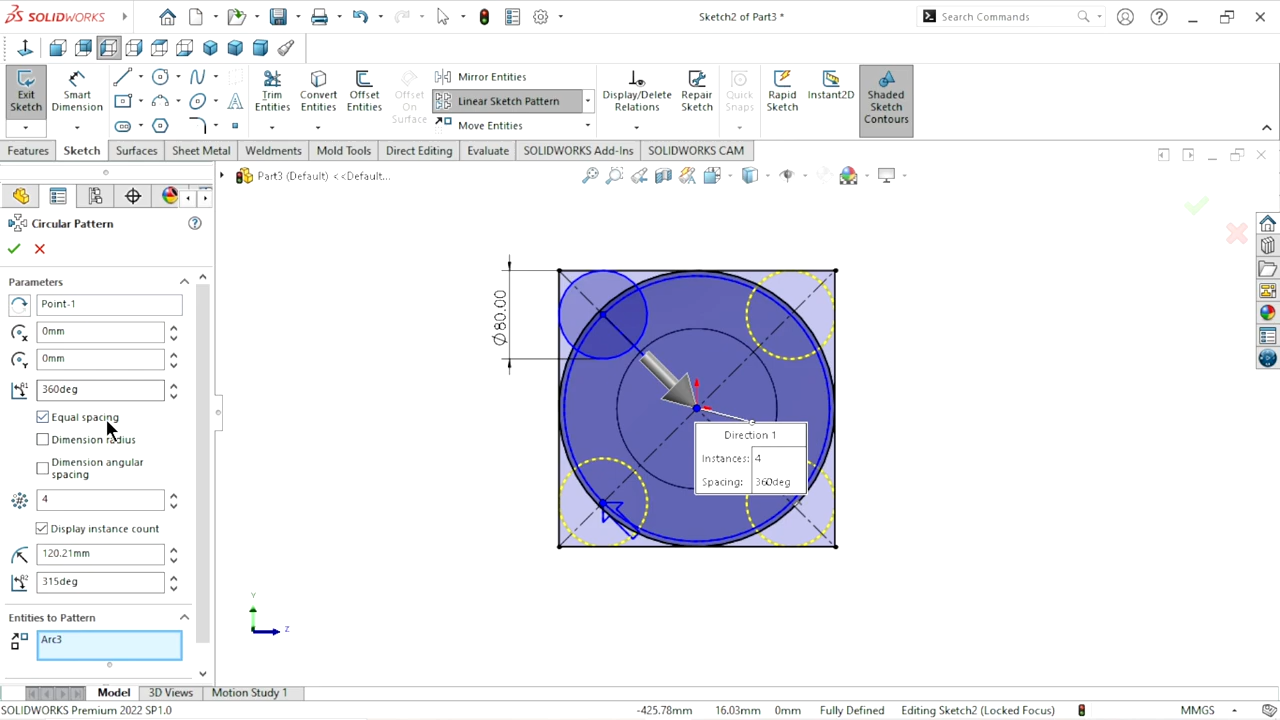 SOLIDWORKS
Sketch2 of Part3 *
Search Commands
Exit Sketch
Smart Dimension
Trim Entities
Convert Entities
Offset Entities
Offset On Surface
Mirror Entities
Linear Sketch Pattern
Move Entities
Display/Delete Relations
Repair Sketch
Quick Snaps
Rapid Sketch
Instant2D
Shaded Sketch Contours
Features
Sketch
Surfaces
Sheet Metal
Weldments
Mold Tools
Direct Editing
Evaluate
SOLIDWORKS Add-Ins
SOLIDWORKS CAM
Part3 (Default) <<Default...
Circular Pattern
Parameters
Point-1
0mm
0mm
360deg
Equal spacing
Dimension radius
Dimension angular
spacing
4
Display instance count
120.21mm
315deg
Entities to Pattern
Arc3
Ø80.00
Direction 1
Instances: 4
Spacing: 360deg
Y
Z
Model
3D Views
Motion Study 1
SOLIDWORKS Premium 2022 SP1.0
-425.78mm
16.03mm
0mm
Fully Defined
Editing Sketch2 (Locked Focus)
MMGS